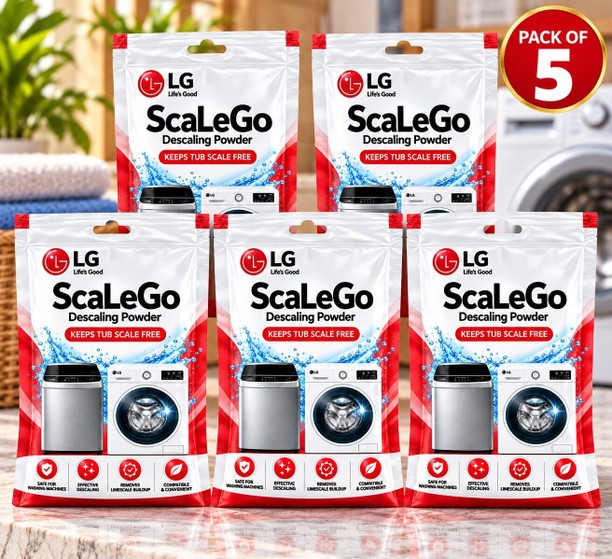 PACK OF
5
LG
Life's Good
ScaLeGo
Descaling Powder
KEEPS TUB SCALE FREE
LG
Life's Good
ScaLeGo
Descaling Powder
KEEPS TUB SCALE FREE
LG
Life's Good
ScaLeGo
Descaling Powder
KEEPS TUB SCALE FREE
SAFE FOR
WASHING MACHINES
EFFECTIVE
DESCALING
REMOVES
LIMESCALE BUILDUP
COMPATIBLE
& CONVENIENT
LG
Life's Good
ScaLeGo
Descaling Powder
KEEPS TUB SCALE FREE
LG
SAFE FOR
WASHING MACHINES
EFFECTIVE
DESCALING
REMOVES
LIMESCALE BUILDUP
COMPATIBLE
& CONVENIENT
LG
Life's Good
ScaLeGo
Descaling Powder
KEEPS TUB SCALE FREE
LG
SAFE FOR
WASHING MACHINES
EFFECTIVE
DESCALING
REMOVES
LIMESCALE BUILDUP
COMPATIBLE
& CONVENIENT